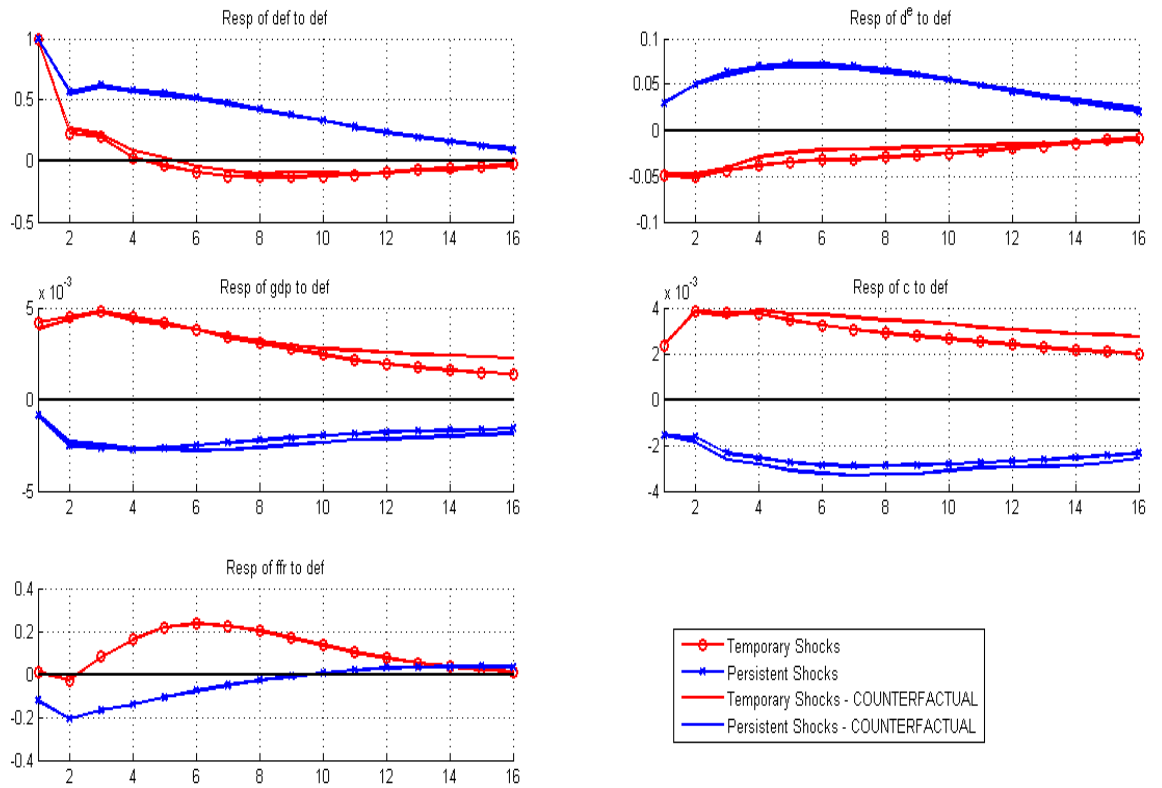 Resp of def to def
1
0.5
0
-0.5
2 4 6 8 10 12 14 16
Resp of d^e to def
0.1
0.05
0
-0.05
-0.1
2 4 6 8 10 12 14 16
Resp of gdp to def
x 10^-3
5
0
-5
2 4 6 8 10 12 14 16
Resp of c to def
x 10^-3
4
2
0
-2
-4
2 4 6 8 10 12 14 16
Resp of ffr to def
0.4
0.2
0
-0.2
-0.4
2 4 6 8 10 12 14 16
Temporary Shocks
Persistent Shocks
Temporary Shocks - COUNTERFACTUAL
Persistent Shocks - COUNTERFACTUAL